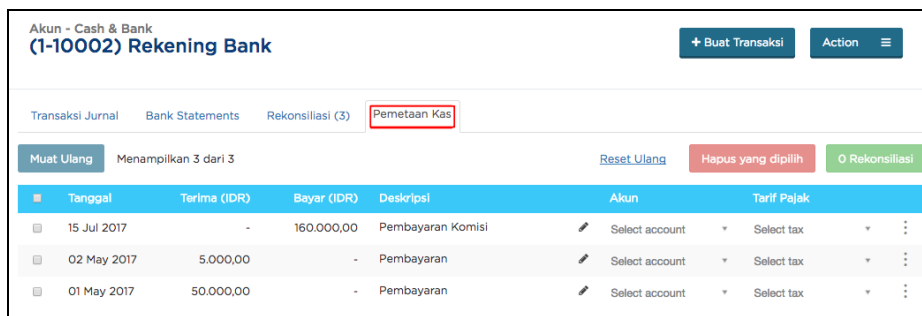 Akun - Cash & Bank
(1-10002) Rekening Bank
+ Buat Transaksi
Action
Transaksi Jurnal Bank Statements Rekonsiliasi (3) Pemetaan Kas
Muat Ulang Menampilkan 3 dari 3 Reset Ulang Hapus yang dipilih 0 Rekonsiliasi
Tanggal Terima (IDR) Bayar (IDR) Deskripsi Akun Tarif Pajak
15 Jul 2017 - 160.000,00 Pembayaran Komisi Select account Select tax
02 May 2017 5.000,00 - Pembayaran Select account Select tax
01 May 2017 50.000,00 - Pembayaran Select account Select tax